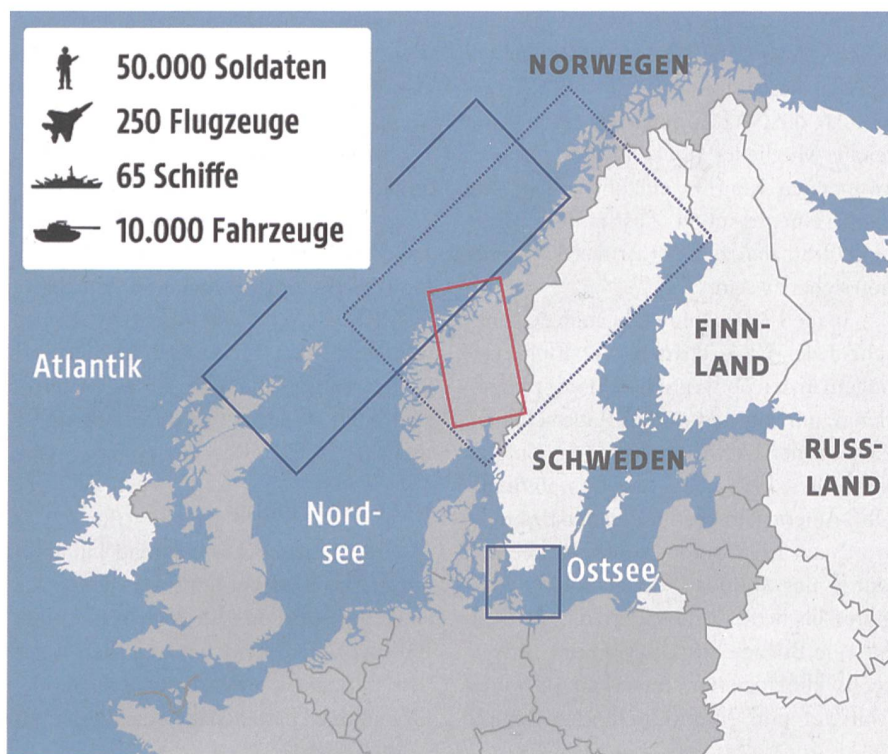 50.000 Soldaten
250 Flugzeuge
65 Schiffe
10.000 Fahrzeuge
NORWEGEN
Atlantik
FINN-
LAND
SCHWEDEN
RUSS-
LAND
Nord-
see
Ostsee